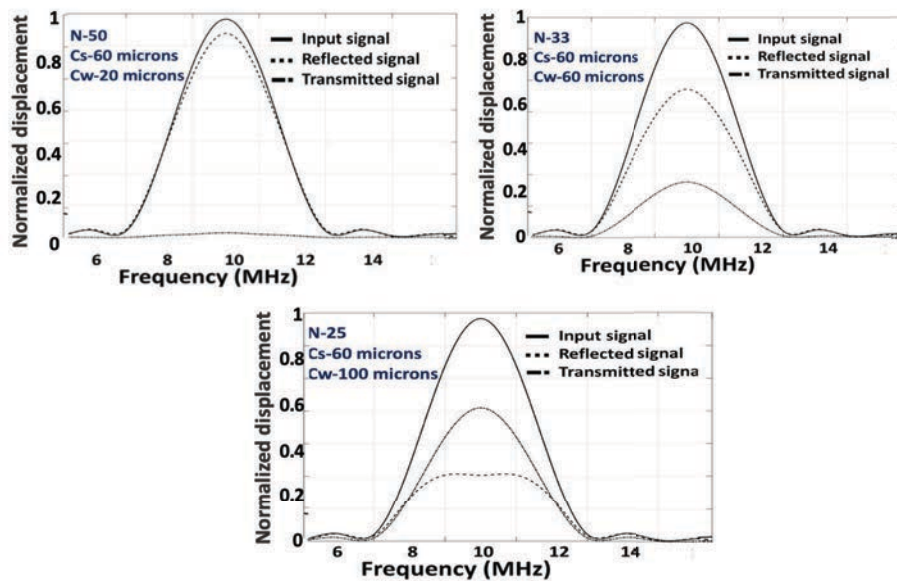 N-50
Cs-60 microns
Cw-20 microns
Input signal
Reflected signal
Transmitted signal
Normalized displacement
1
0.8
0.6
0.4
0.2
0
6 8 10 12 14
Frequency (MHz)
N-33
Cs-60 microns
Cw-60 microns
Input signal
Reflected signal
Transmitted signal
Normalized displacement
1
0.8
0.6
0.4
0.2
0
6 8 10 12 14
Frequency (MHz)
N-25
Cs-60 microns
Cw-100 microns
Input signal
Reflected signal
Transmitted signa
Normalized displacement
1
0.8
0.6
0.4
0.2
0
6 8 10 12 14
Frequency (MHz)